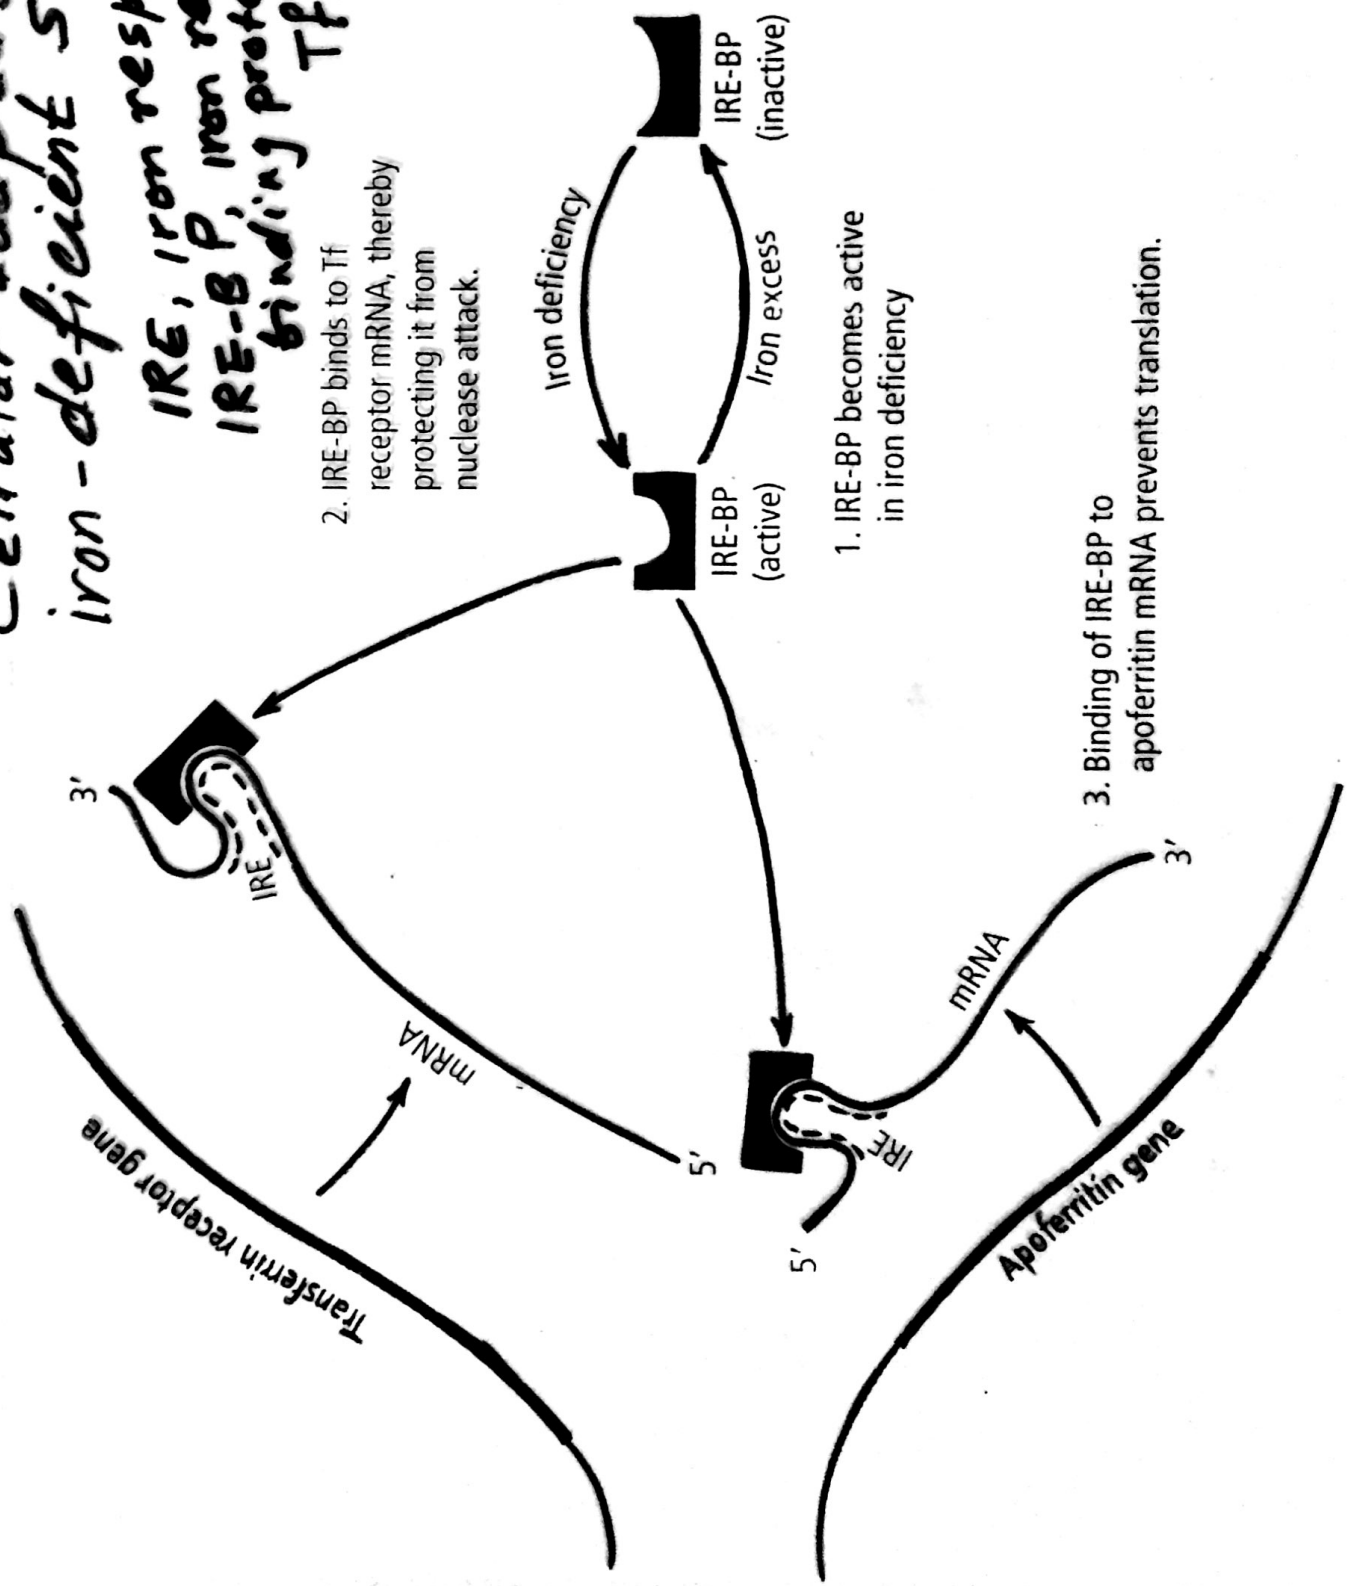 Cellular
iron-deficient s
IRE, Iron resp
IRE-BP, iron re
binding prote
Tf
2. IRE-BP binds to Tf
receptor mRNA, thereby
protecting it from
nuclease attack.
Iron deficiency
Iron excess
IRE-BP
(active)
IRE-BP
(inactive)
1. IRE-BP becomes active
in iron deficiency
3. Binding of IRE-BP to
apoferritin mRNA prevents translation.
Transferrin receptor gene
mRNA
3'
IRE
5'
5'
IRE
mRNA
3'
Apoferritin gene